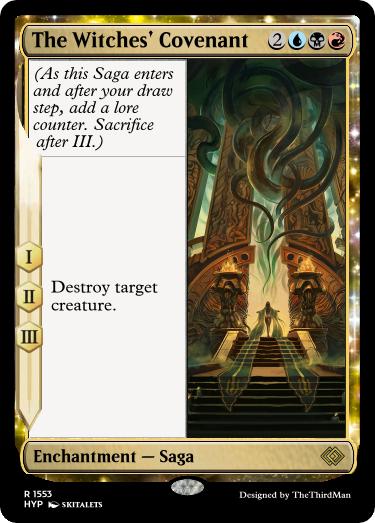 The Witches' Covenant 2
(As this Saga enters
and after your draw
step, add a lore
counter. Sacrifice
after III.)
I
II
III
Destroy target
creature.
Enchantment — Saga
R 1553
HYP SKITALETS
Designed by TheThirdMan